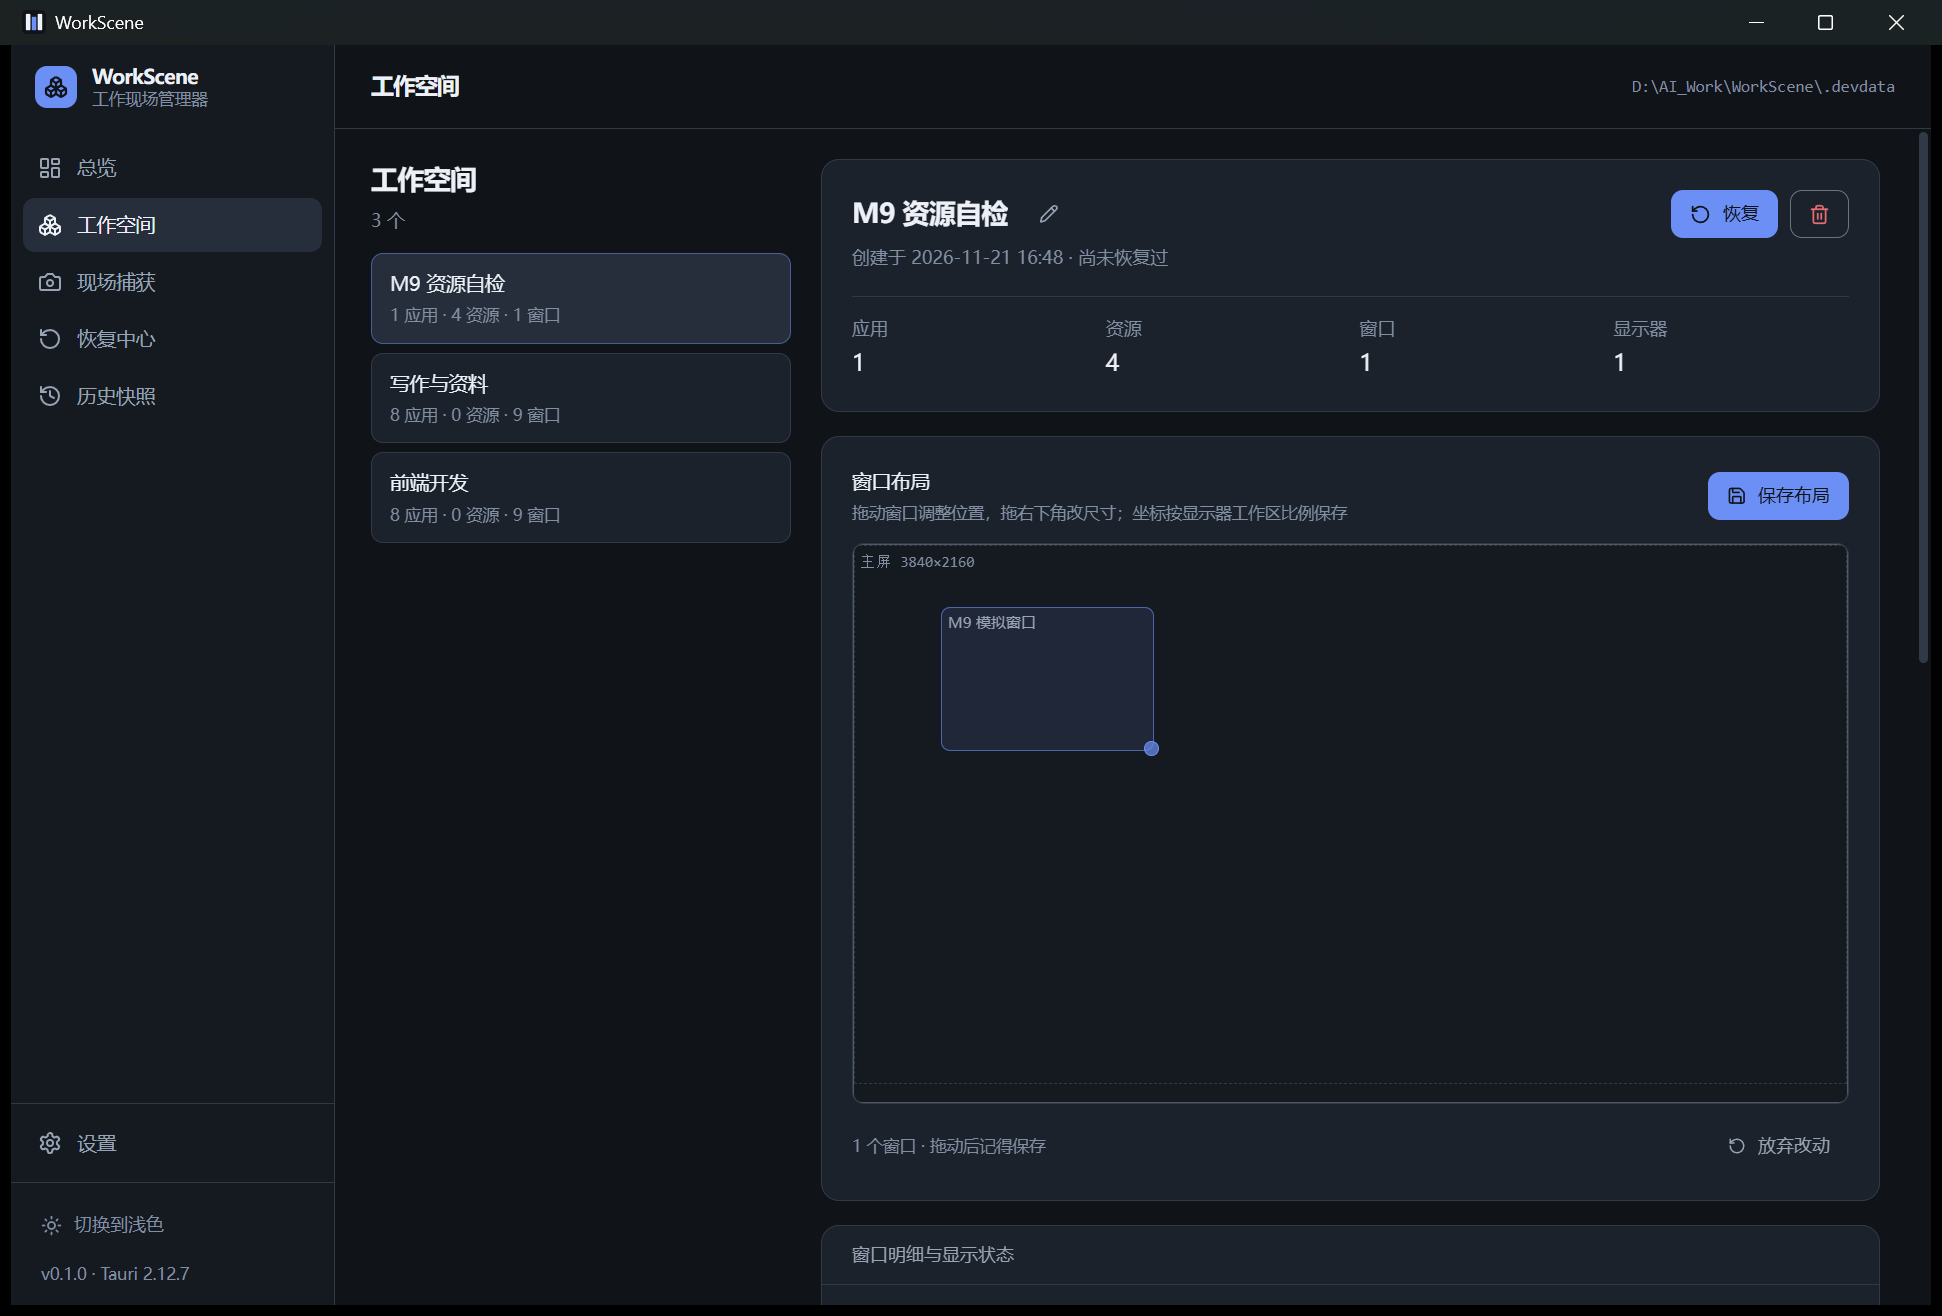 WorkScene
WorkScene
工作现场管理器
总览
工作空间
现场捕获
恢复中心
历史快照
设置
切换到浅色
v0.1.0 · Tauri 2.12.7
工作空间
D:\AI_Work\WorkScene\.devdata
工作空间
3 个
M9 资源自检
1 应用 · 4 资源 · 1 窗口
写作与资料
8 应用 · 0 资源 · 9 窗口
前端开发
8 应用 · 0 资源 · 9 窗口
M9 资源自检
恢复
创建于 2026-11-21 16:48 · 尚未恢复过
应用 资源 窗口 显示器
1 4 1 1
窗口布局
拖动窗口调整位置，拖右下角改尺寸；坐标按显示器工作区比例保存
保存布局
主屏 3840×2160
M9 模拟窗口
1 个窗口 · 拖动后记得保存
放弃改动
窗口明细与显示状态